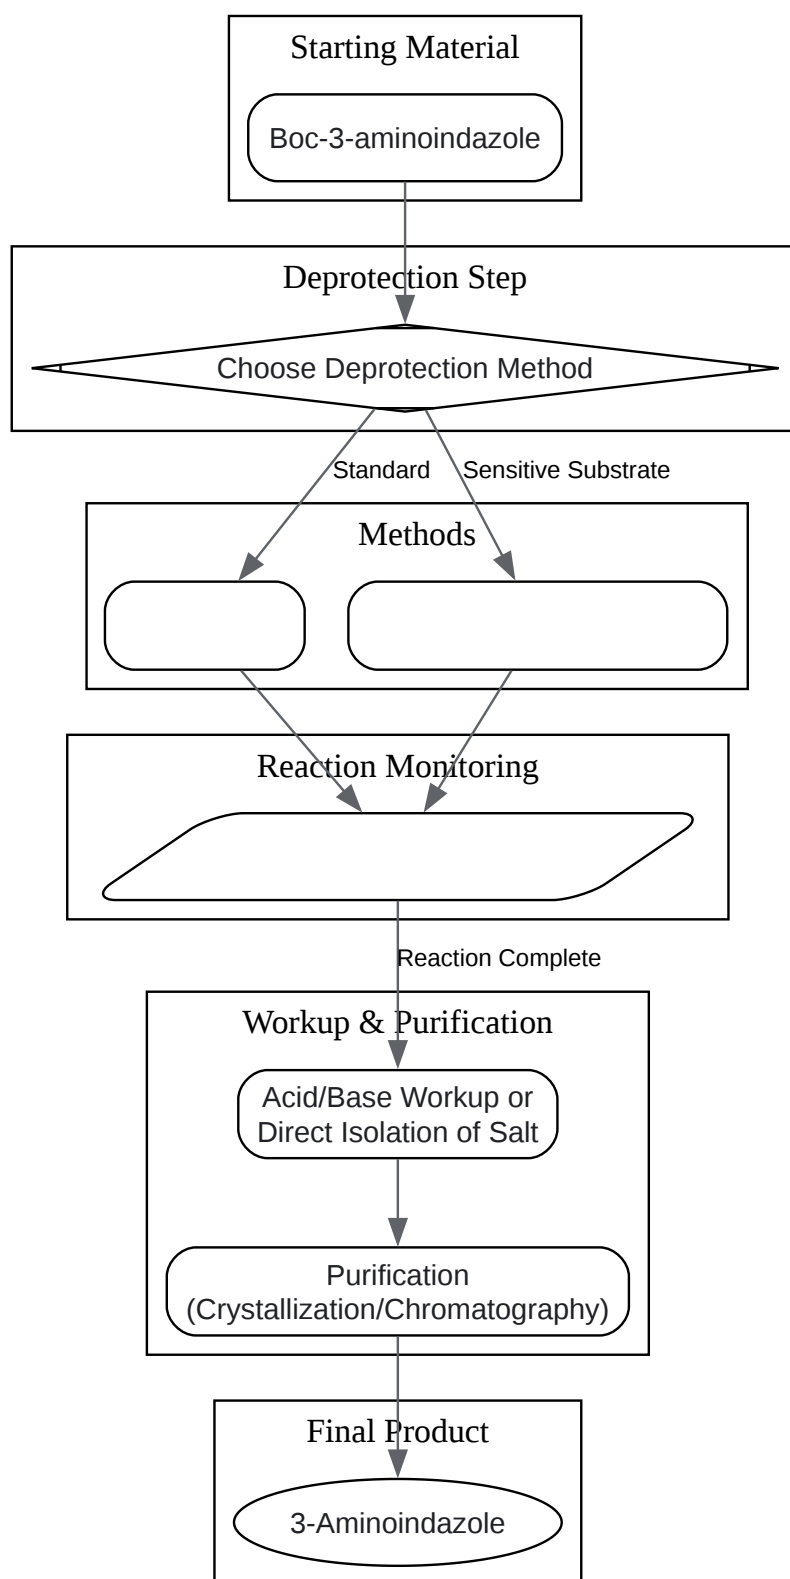 Starting Material
Boc-3-aminoindazole
Deprotection Step
Choose Deprotection Method
Standard
Sensitive Substrate
Methods
Reaction Monitoring
Reaction Complete
Workup & Purification
Acid/Base Workup or
Direct Isolation of Salt
Purification
(Crystallization/Chromatography)
Final Product
3-Aminoindazole